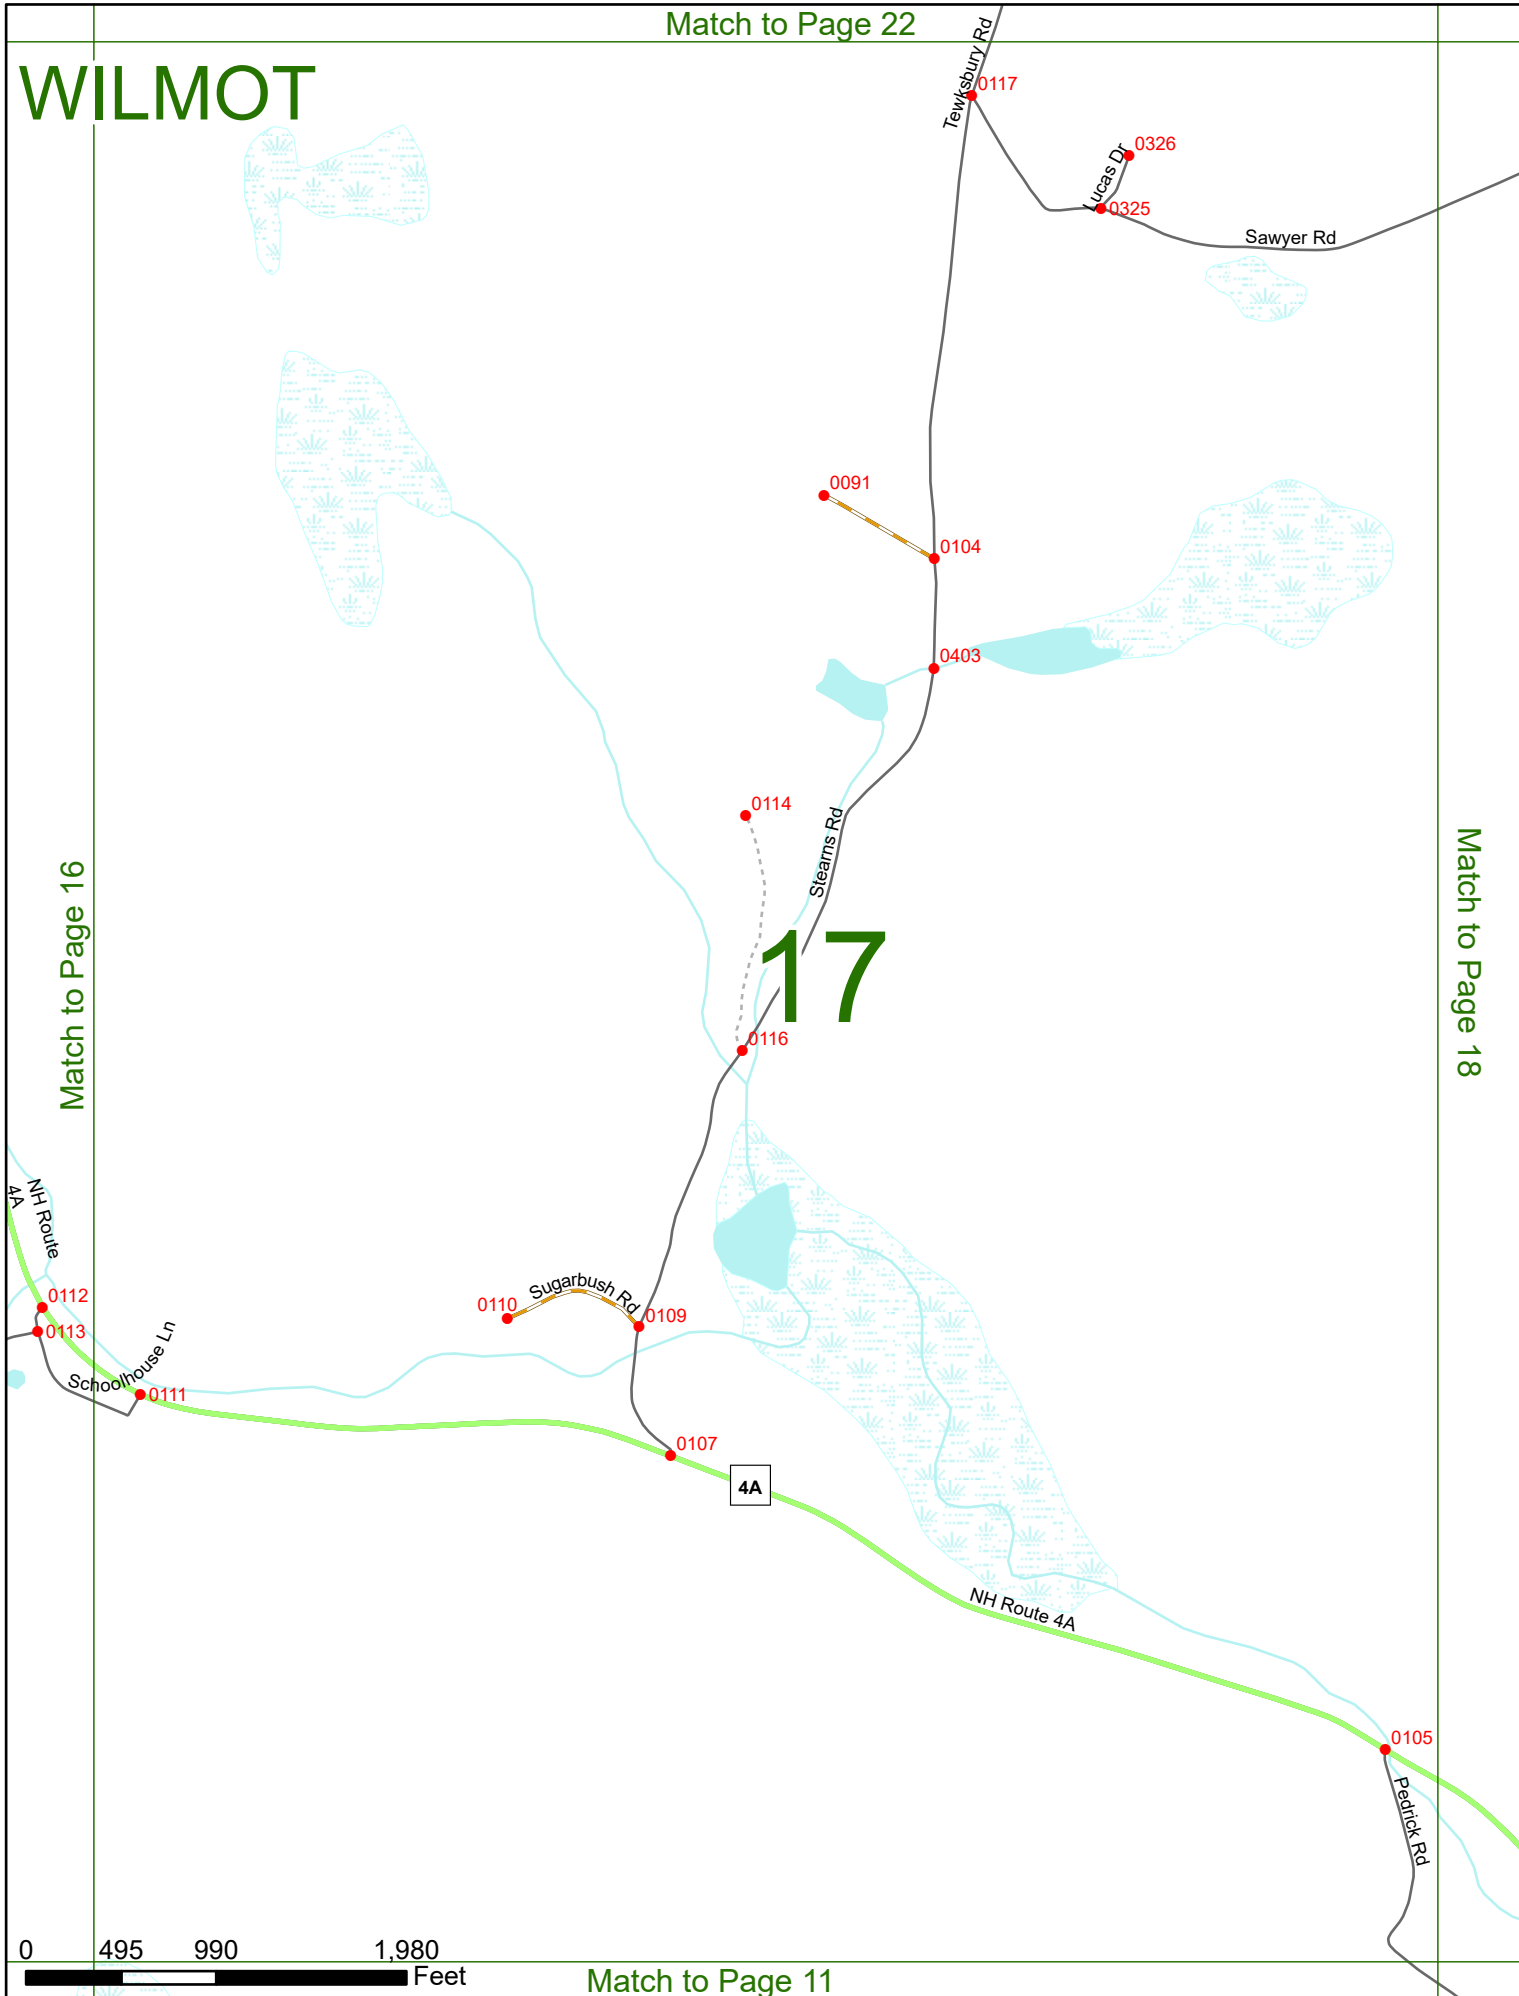 Match to Page 22
WILMOT
Tewksbury Rd
0117
0326
Lucas Dr
0325
Sawyer Rd
0091
0104
0403
0114
Stearns Rd
Match to Page 16
Match to Page 18
17
0116
NH Route
4A
0112
0113
Schoolhouse Ln
0111
0110
Sugarbush Rd
0109
0107
4A
NH Route 4A
0105
Pedrick Rd
0 495 990 1,980
Feet
Match to Page 11